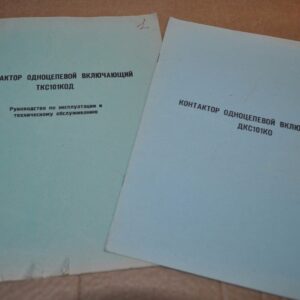 АКТОР ОДНОЦЕПЕВОЙ ВКЛЮЧАЮЩИЙ
ТКС101КОД
Руководство по эксплуатации и
техническому обслуживанию
КОНТАКТОР ОДНОЦЕПЕВОЙ ВКЛЮ
ДКС101КО